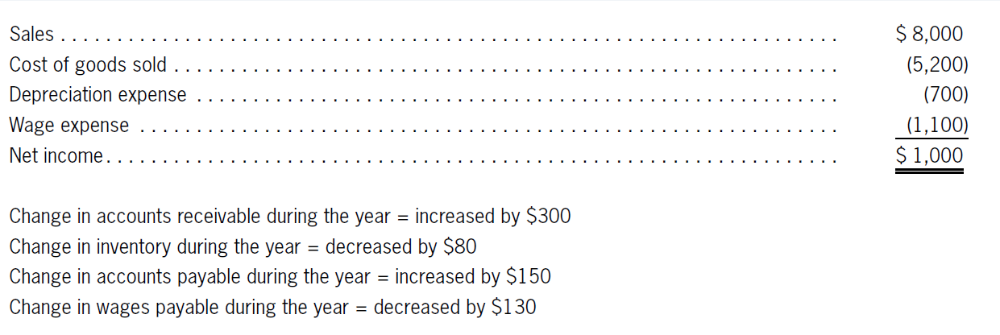 Sales . . . . . . . . . . . . . . . . . . . . . . . . . . . . . . . . . . . . . . . . . . . . . . . . . . . . . . . . . . . . . . . . . . . . . $ 8,000
Cost of goods sold . . . . . . . . . . . . . . . . . . . . . . . . . . . . . . . . . . . . . . . . . . . . . . . . . . . . . . . . . . . (5,200)
Depreciation expense . . . . . . . . . . . . . . . . . . . . . . . . . . . . . . . . . . . . . . . . . . . . . . . . . . . . . . . . . (700)
Wage expense . . . . . . . . . . . . . . . . . . . . . . . . . . . . . . . . . . . . . . . . . . . . . . . . . . . . . . . . . . . . . . (1,100)
Net income. . . . . . . . . . . . . . . . . . . . . . . . . . . . . . . . . . . . . . . . . . . . . . . . . . . . . . . . . . . . . . . . . $ 1,000
Change in accounts receivable during the year = increased by $300
Change in inventory during the year = decreased by $80
Change in accounts payable during the year = increased by $150
Change in wages payable during the year = decreased by $130